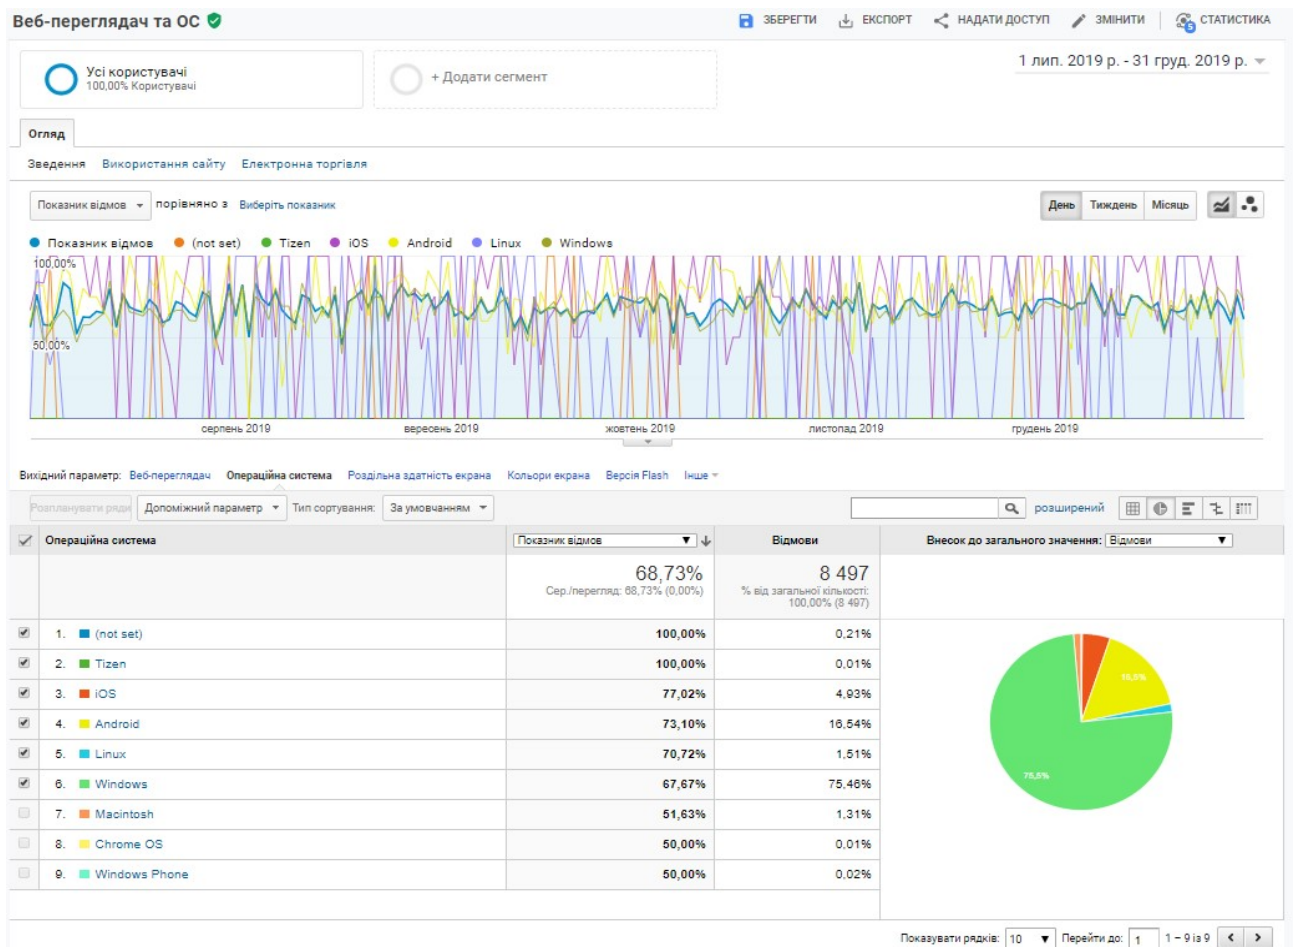 Веб-переглядач та ОС
ЗБЕРЕГТИ ЕКСПОРТ НАДАТИ ДОСТУП ЗМІНИТИ 5 СТАТИСТИКА
Усі користувачі
100,00% Користувачі
+ Додати сегмент
1 лип. 2019 р. - 31 груд. 2019 р.
Огляд
Зведення Використання сайту Електронна торгівля
Показник відмов порівняно з Виберіть показник
День Тиждень Місяць
Показник відмов (not set) Tizen iOS Android Linux Windows
100,00%
50,00%
серпень 2019 вересень 2019 жовтень 2019 листопад 2019 грудень 2019
Вихідний параметр: Веб-переглядач Операційна система Роздільна здатність екрана Кольори екрана Версія Flash Інше
Розпланувати ряди Допоміжний параметр Тип сортування: За умовчанням розширений
Операційна система Показник відмов Відмови Внесок до загального значення: Відмови
68,73% 8 497
Сер./перегляд: 68,73% (0,00%) % від загальної кількості:
100,00% (8 497)
1. (not set) 100,00% 0,21%
2. Tizen 100,00% 0,01%
3. iOS 77,02% 4,93%
4. Android 73,10% 16,54%
5. Linux 70,72% 1,51%
6. Windows 67,67% 75,46%
7. Macintosh 51,63% 1,31%
8. Chrome OS 50,00% 0,01%
9. Windows Phone 50,00% 0,02%
16,5%
75,5%
Показувати рядків: 10 Перейти до: 1 1 – 9 із 9